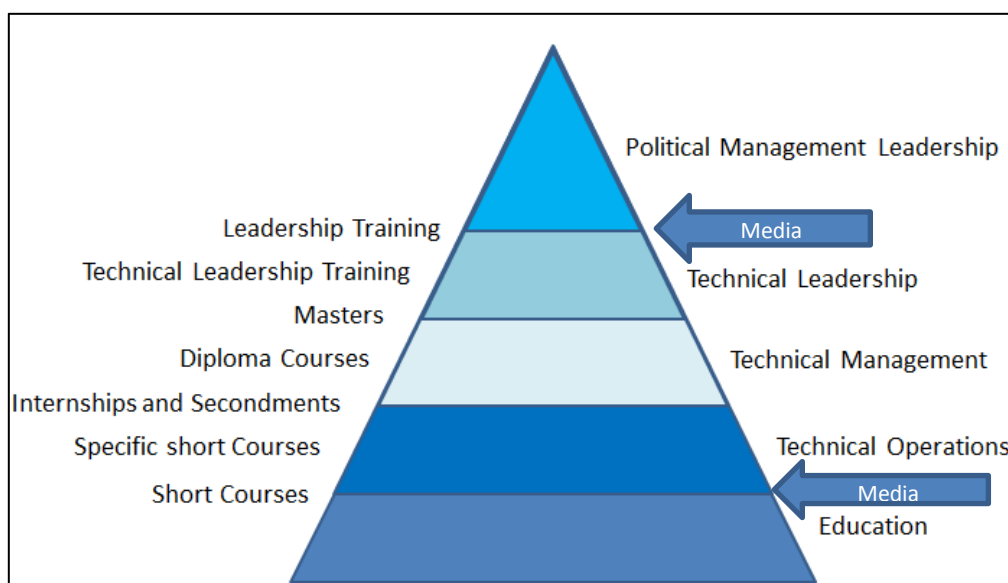 Political Management Leadership
Media
Leadership Training
Technical Leadership Training
Technical Leadership
Masters
Diploma Courses
Technical Management
Internships and Secondments
Specific short Courses
Technical Operations
Short Courses
Media
Education